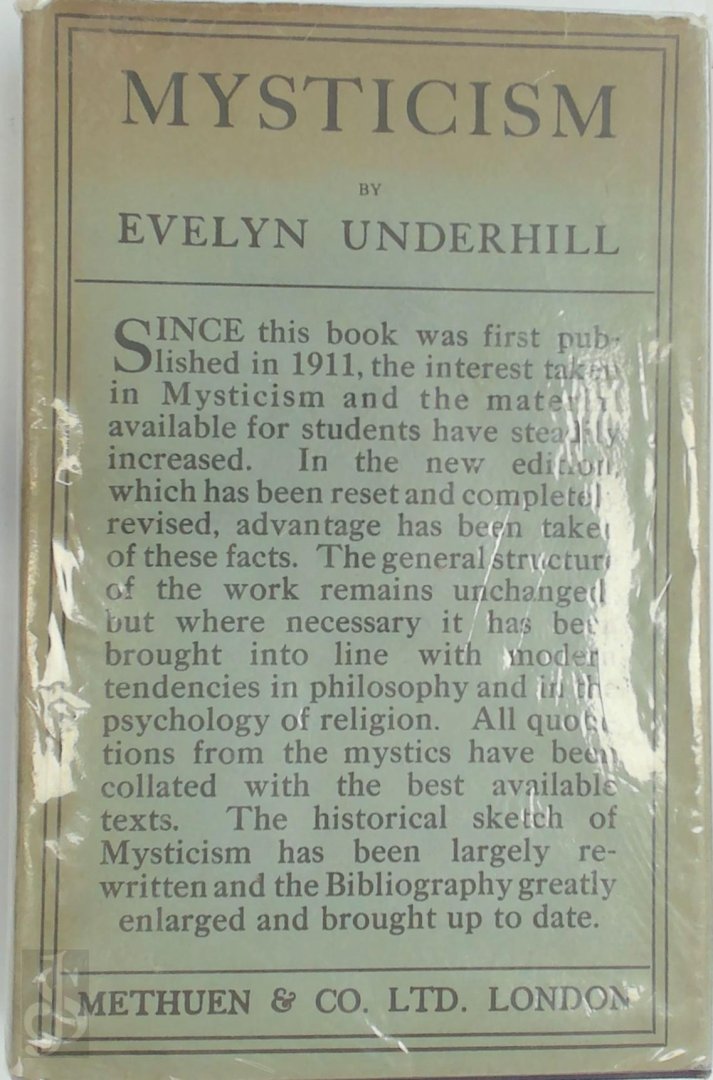 MYSTICISM
BY
EVELYN UNDERHILL
SINCE this book was first pub-
lished in 1911, the interest taken
in Mysticism and the material
available for students have steadily
increased. In the new edition,
which has been reset and completely
revised, advantage has been taken
of these facts. The general structure
of the work remains unchanged
but where necessary it has been
brought into line with modern
tendencies in philosophy and in the
psychology of religion. All quota-
tions from the mystics have been
collated with the best available
texts. The historical sketch of
Mysticism has been largely re-
written and the Bibliography greatly
enlarged and brought up to date.
METHUEN & CO. LTD. LONDON